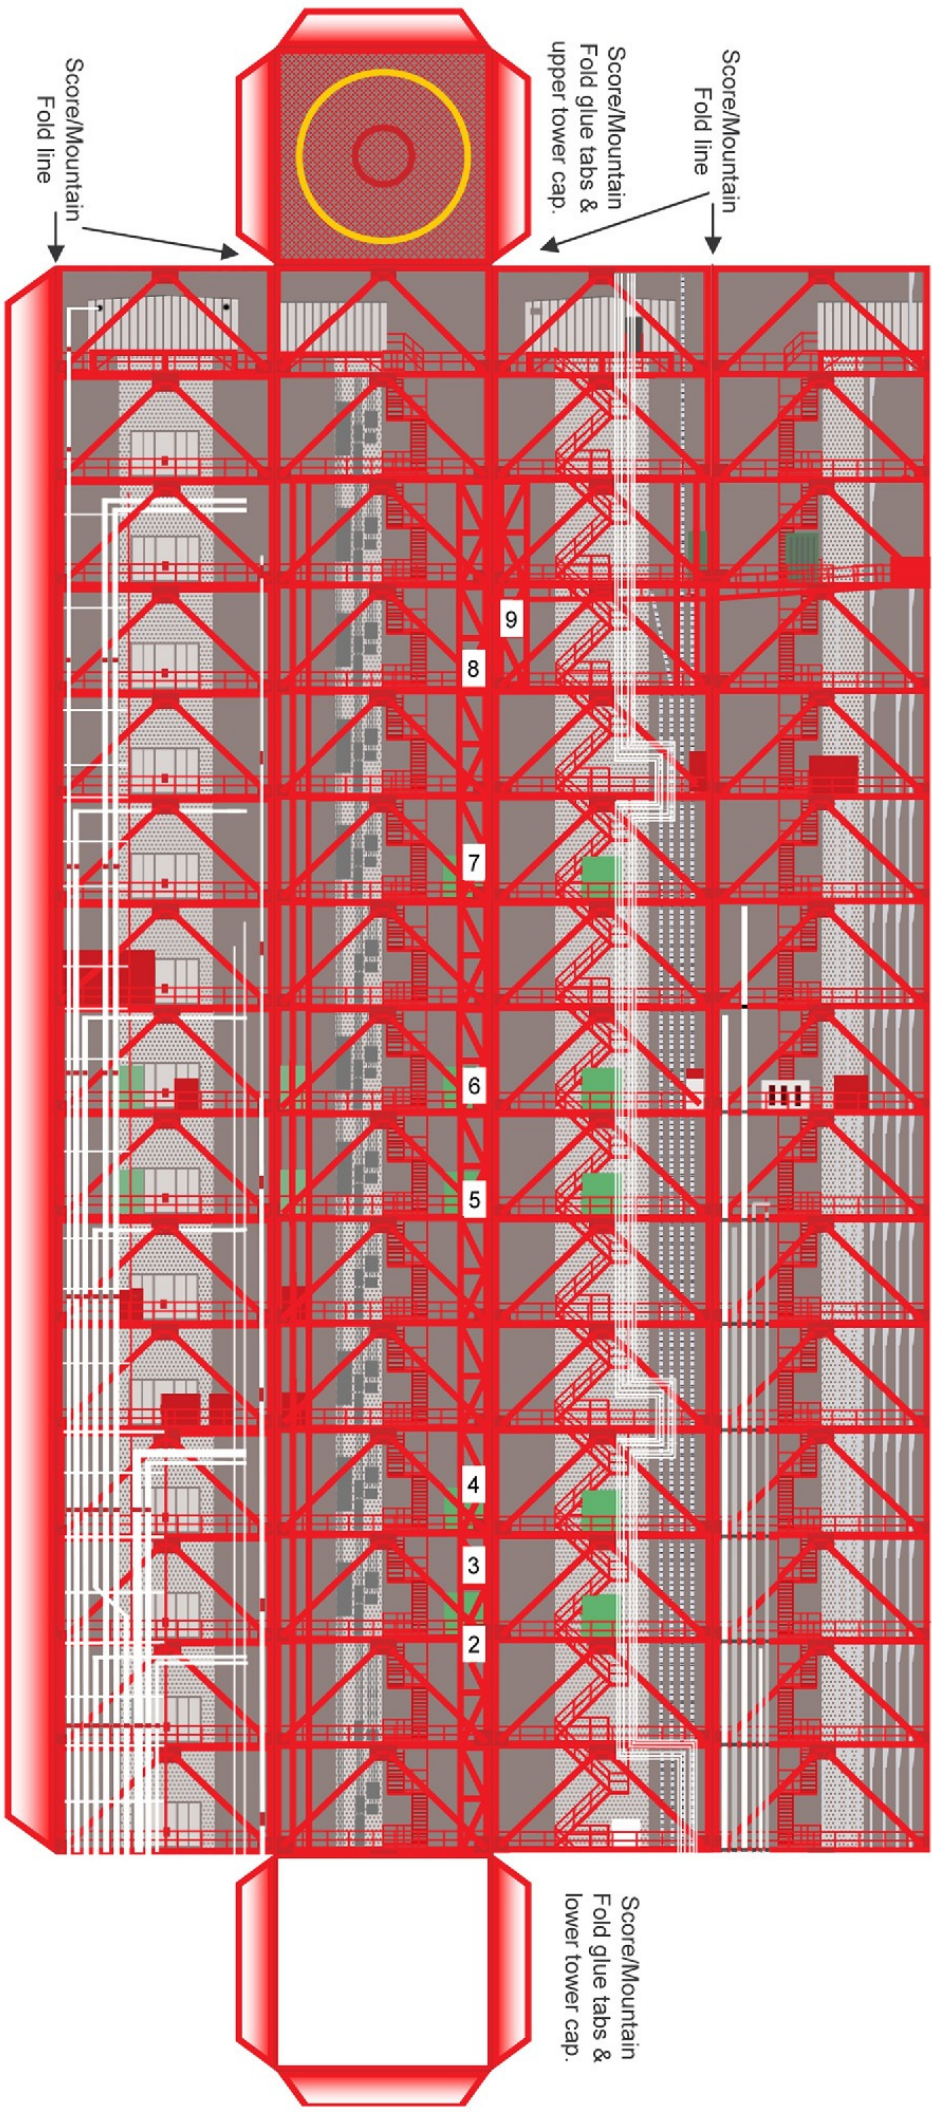 Score/Mountain
Fold line
Score/Mountain
Fold glue tabs &
upper tower cap.
Score/Mountain
Fold line
9
8
7
6
5
4
3
2
Score/Mountain
Fold glue tabs &
lower tower cap.